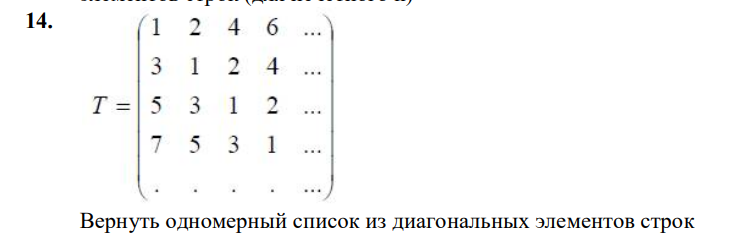 14.
1 2 4 6 ...
3 1 2 4 ...
T = 5 3 1 2 ...
7 5 3 1 ...
. . . . ...
Вернуть одномерный список из диагональных элементов строк